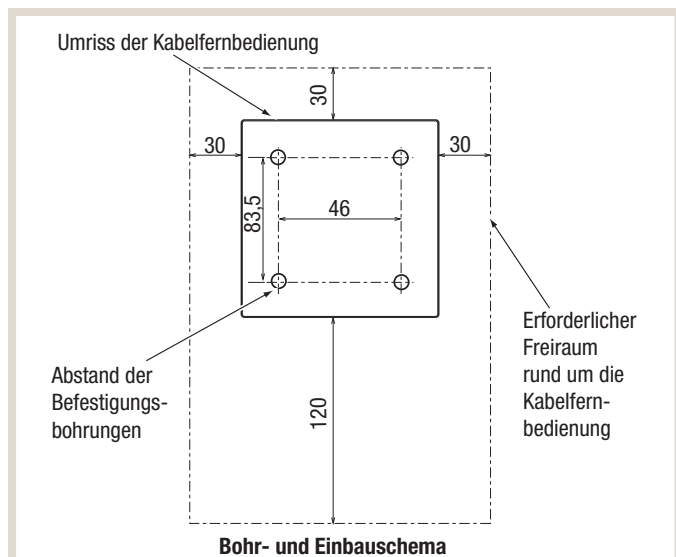 Umriss der Kabelfernbedienung
30
30
30
83,5
46
Erforderlicher
Freiraum
rund um die
Kabelfern-
bedienung
Abstand der
Befestigungs-
bohrungen
120
Bohr- und Einbauschema